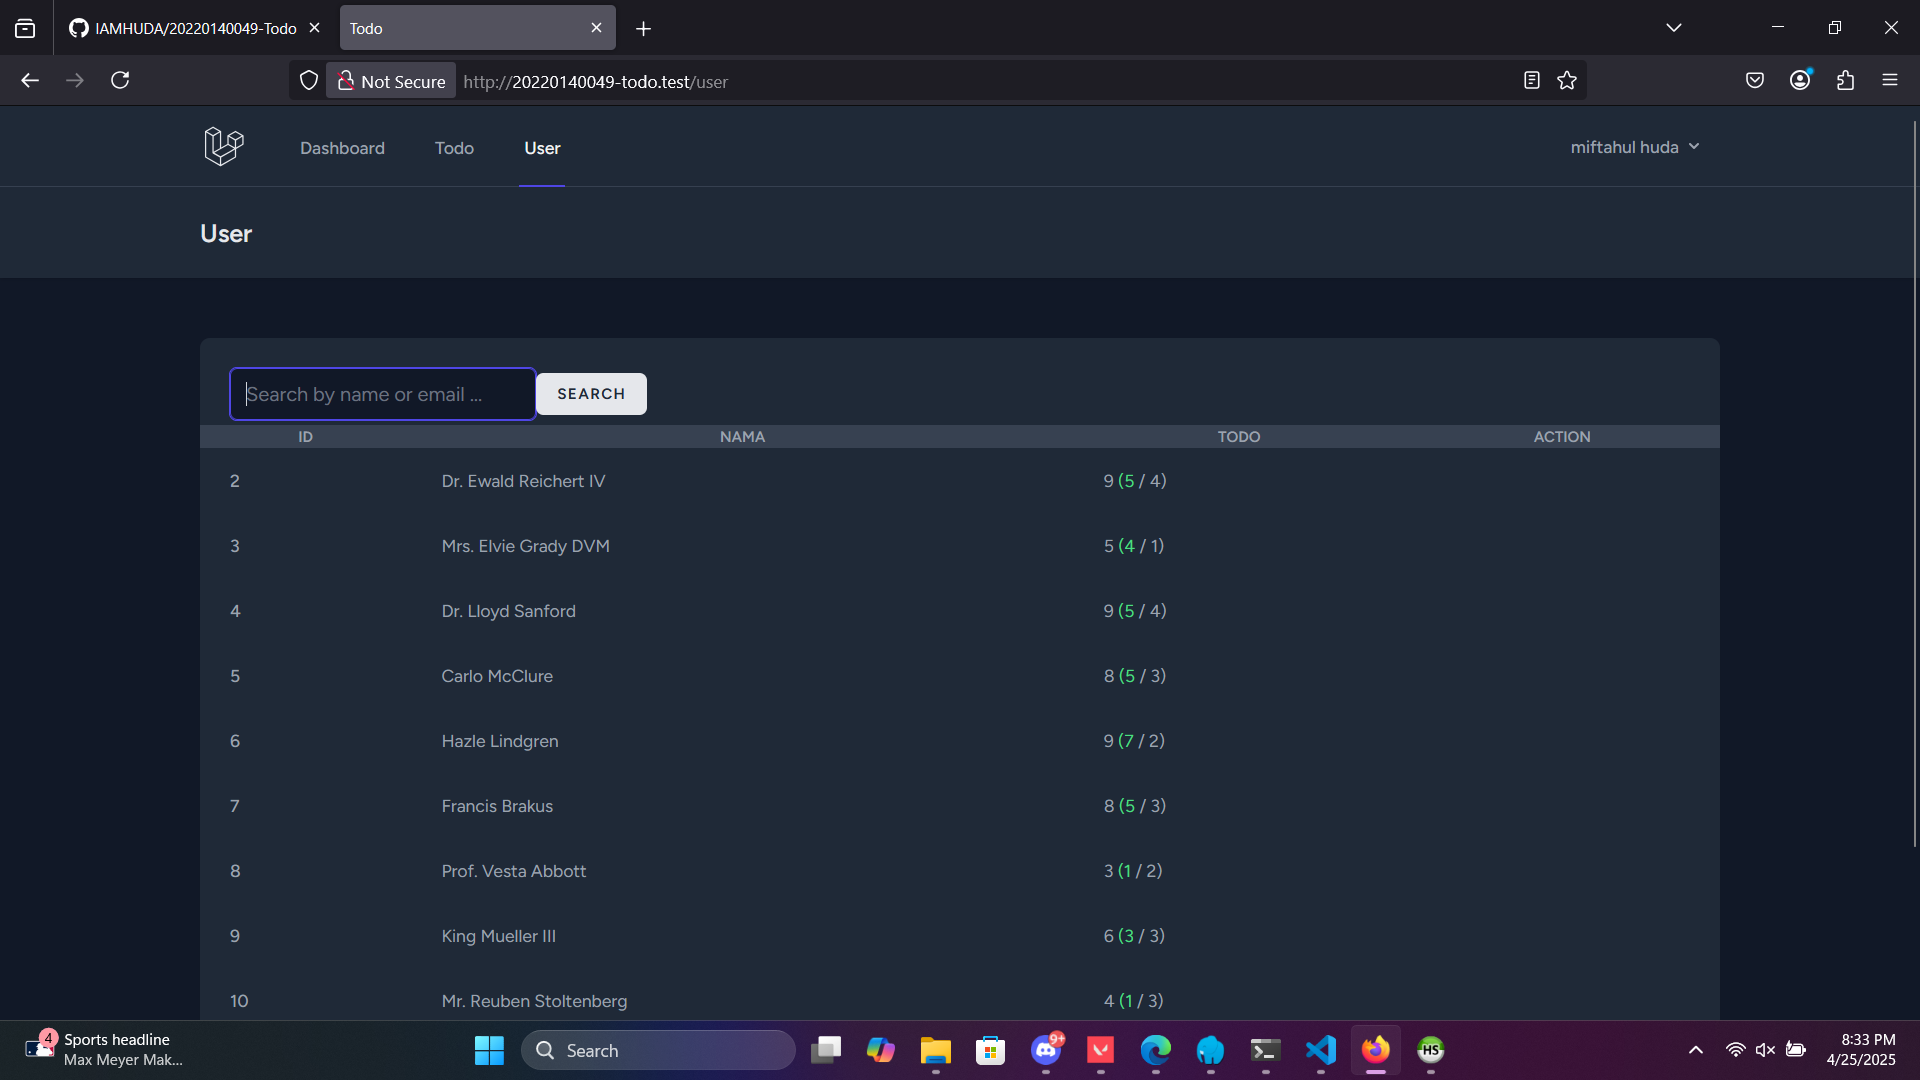 IAMHUDA/20220140049-Todo
Todo
Not Secure
http://20220140049-todo.test/user
Dashboard
Todo
User
miftahul huda
User
Search by name or email ...
SEARCH
ID NAMA TODO ACTION
2 Dr. Ewald Reichert IV 9 (5 / 4)
3 Mrs. Elvie Grady DVM 5 (4 / 1)
4 Dr. Lloyd Sanford 9 (5 / 4)
5 Carlo McClure 8 (5 / 3)
6 Hazle Lindgren 9 (7 / 2)
7 Francis Brakus 8 (5 / 3)
8 Prof. Vesta Abbott 3 (1 / 2)
9 King Mueller III 6 (3 / 3)
10 Mr. Reuben Stoltenberg 4 (1 / 3)
4
Sports headline
Max Meyer Mak...
Search
9+
HS
8:33 PM
4/25/2025